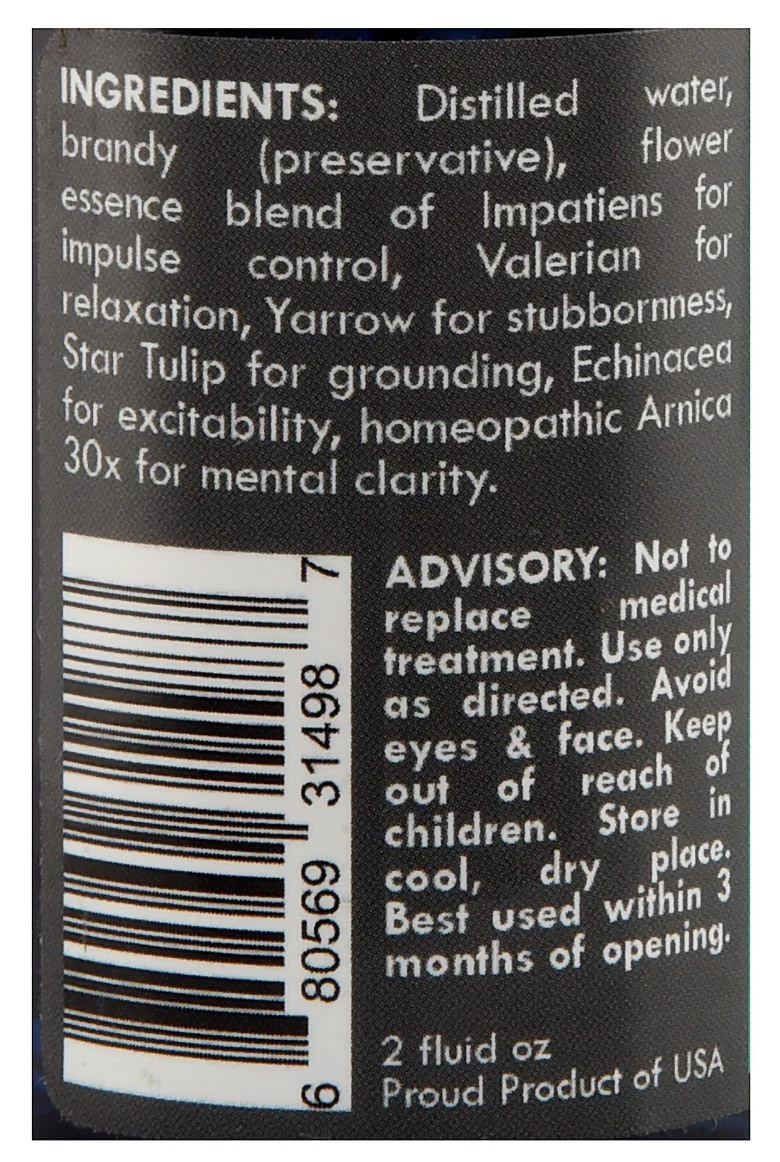 INGREDIENTS: Distilled water,
brandy (preservative), flower
essence blend of Impatiens for
impulse control, Valerian for
relaxation, Yarrow for stubbornness,
Star Tulip for grounding, Echinacea
for excitability, homeopathic Arnica
30x for mental clarity.
6 80569 31498 7
ADVISORY: Not to
replace medical
treatment. Use only
as directed. Avoid
eyes & face. Keep
out of reach of
children. Store in
cool, dry place.
Best used within 3
months of opening.
2 fluid oz
Proud Product of USA